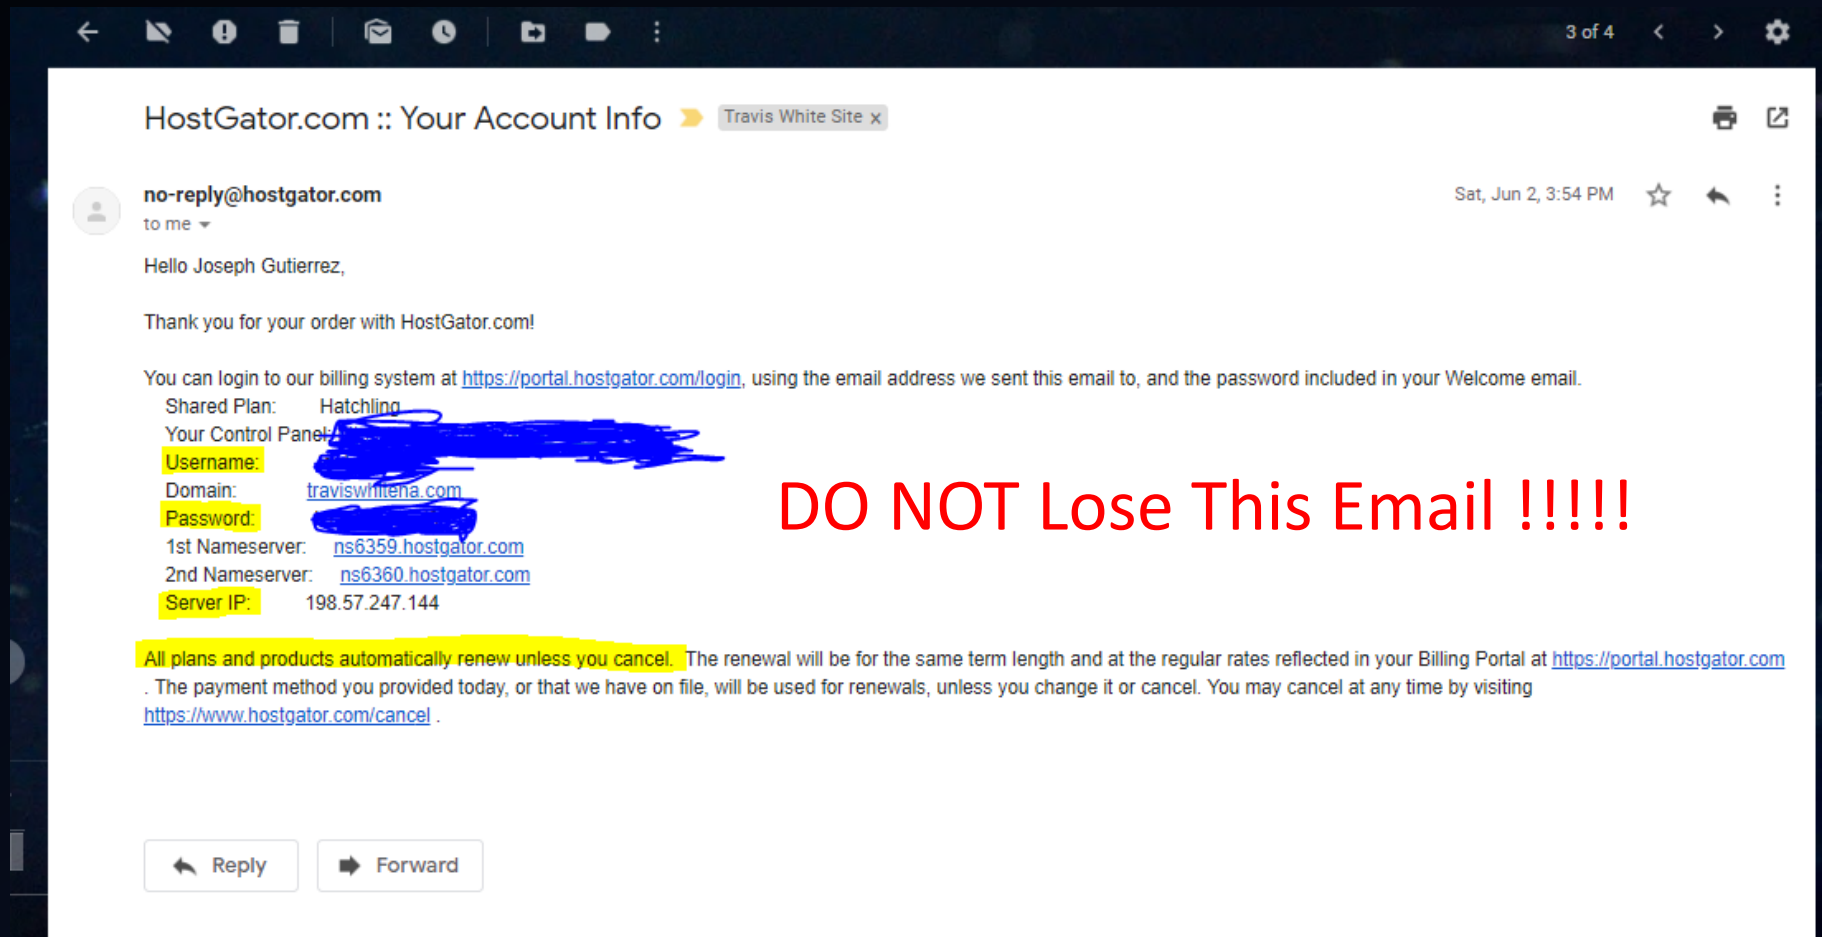 3 of 4
HostGator.com :: Your Account Info
Travis White Site x
no-reply@hostgator.com
Sat, Jun 2, 3:54 PM
to me
Hello Joseph Gutierrez,
Thank you for your order with HostGator.com!
You can login to our billing system at https://portal.hostgator.com/login, using the email address we sent this email to, and the password included in your Welcome email.
Shared Plan: Hatchling
Your Control Panel:
Username:
Domain: traviswhitena.com
Password:
DO NOT Lose This Email !!!!!
1st Nameserver: ns6359.hostgator.com
2nd Nameserver: ns6360.hostgator.com
Server IP: 198.57.247.144
All plans and products automatically renew unless you cancel. The renewal will be for the same term length and at the regular rates reflected in your Billing Portal at https://portal.hostgator.com
. The payment method you provided today, or that we have on file, will be used for renewals, unless you change it or cancel. You may cancel at any time by visiting
https://www.hostgator.com/cancel .
Reply
Forward